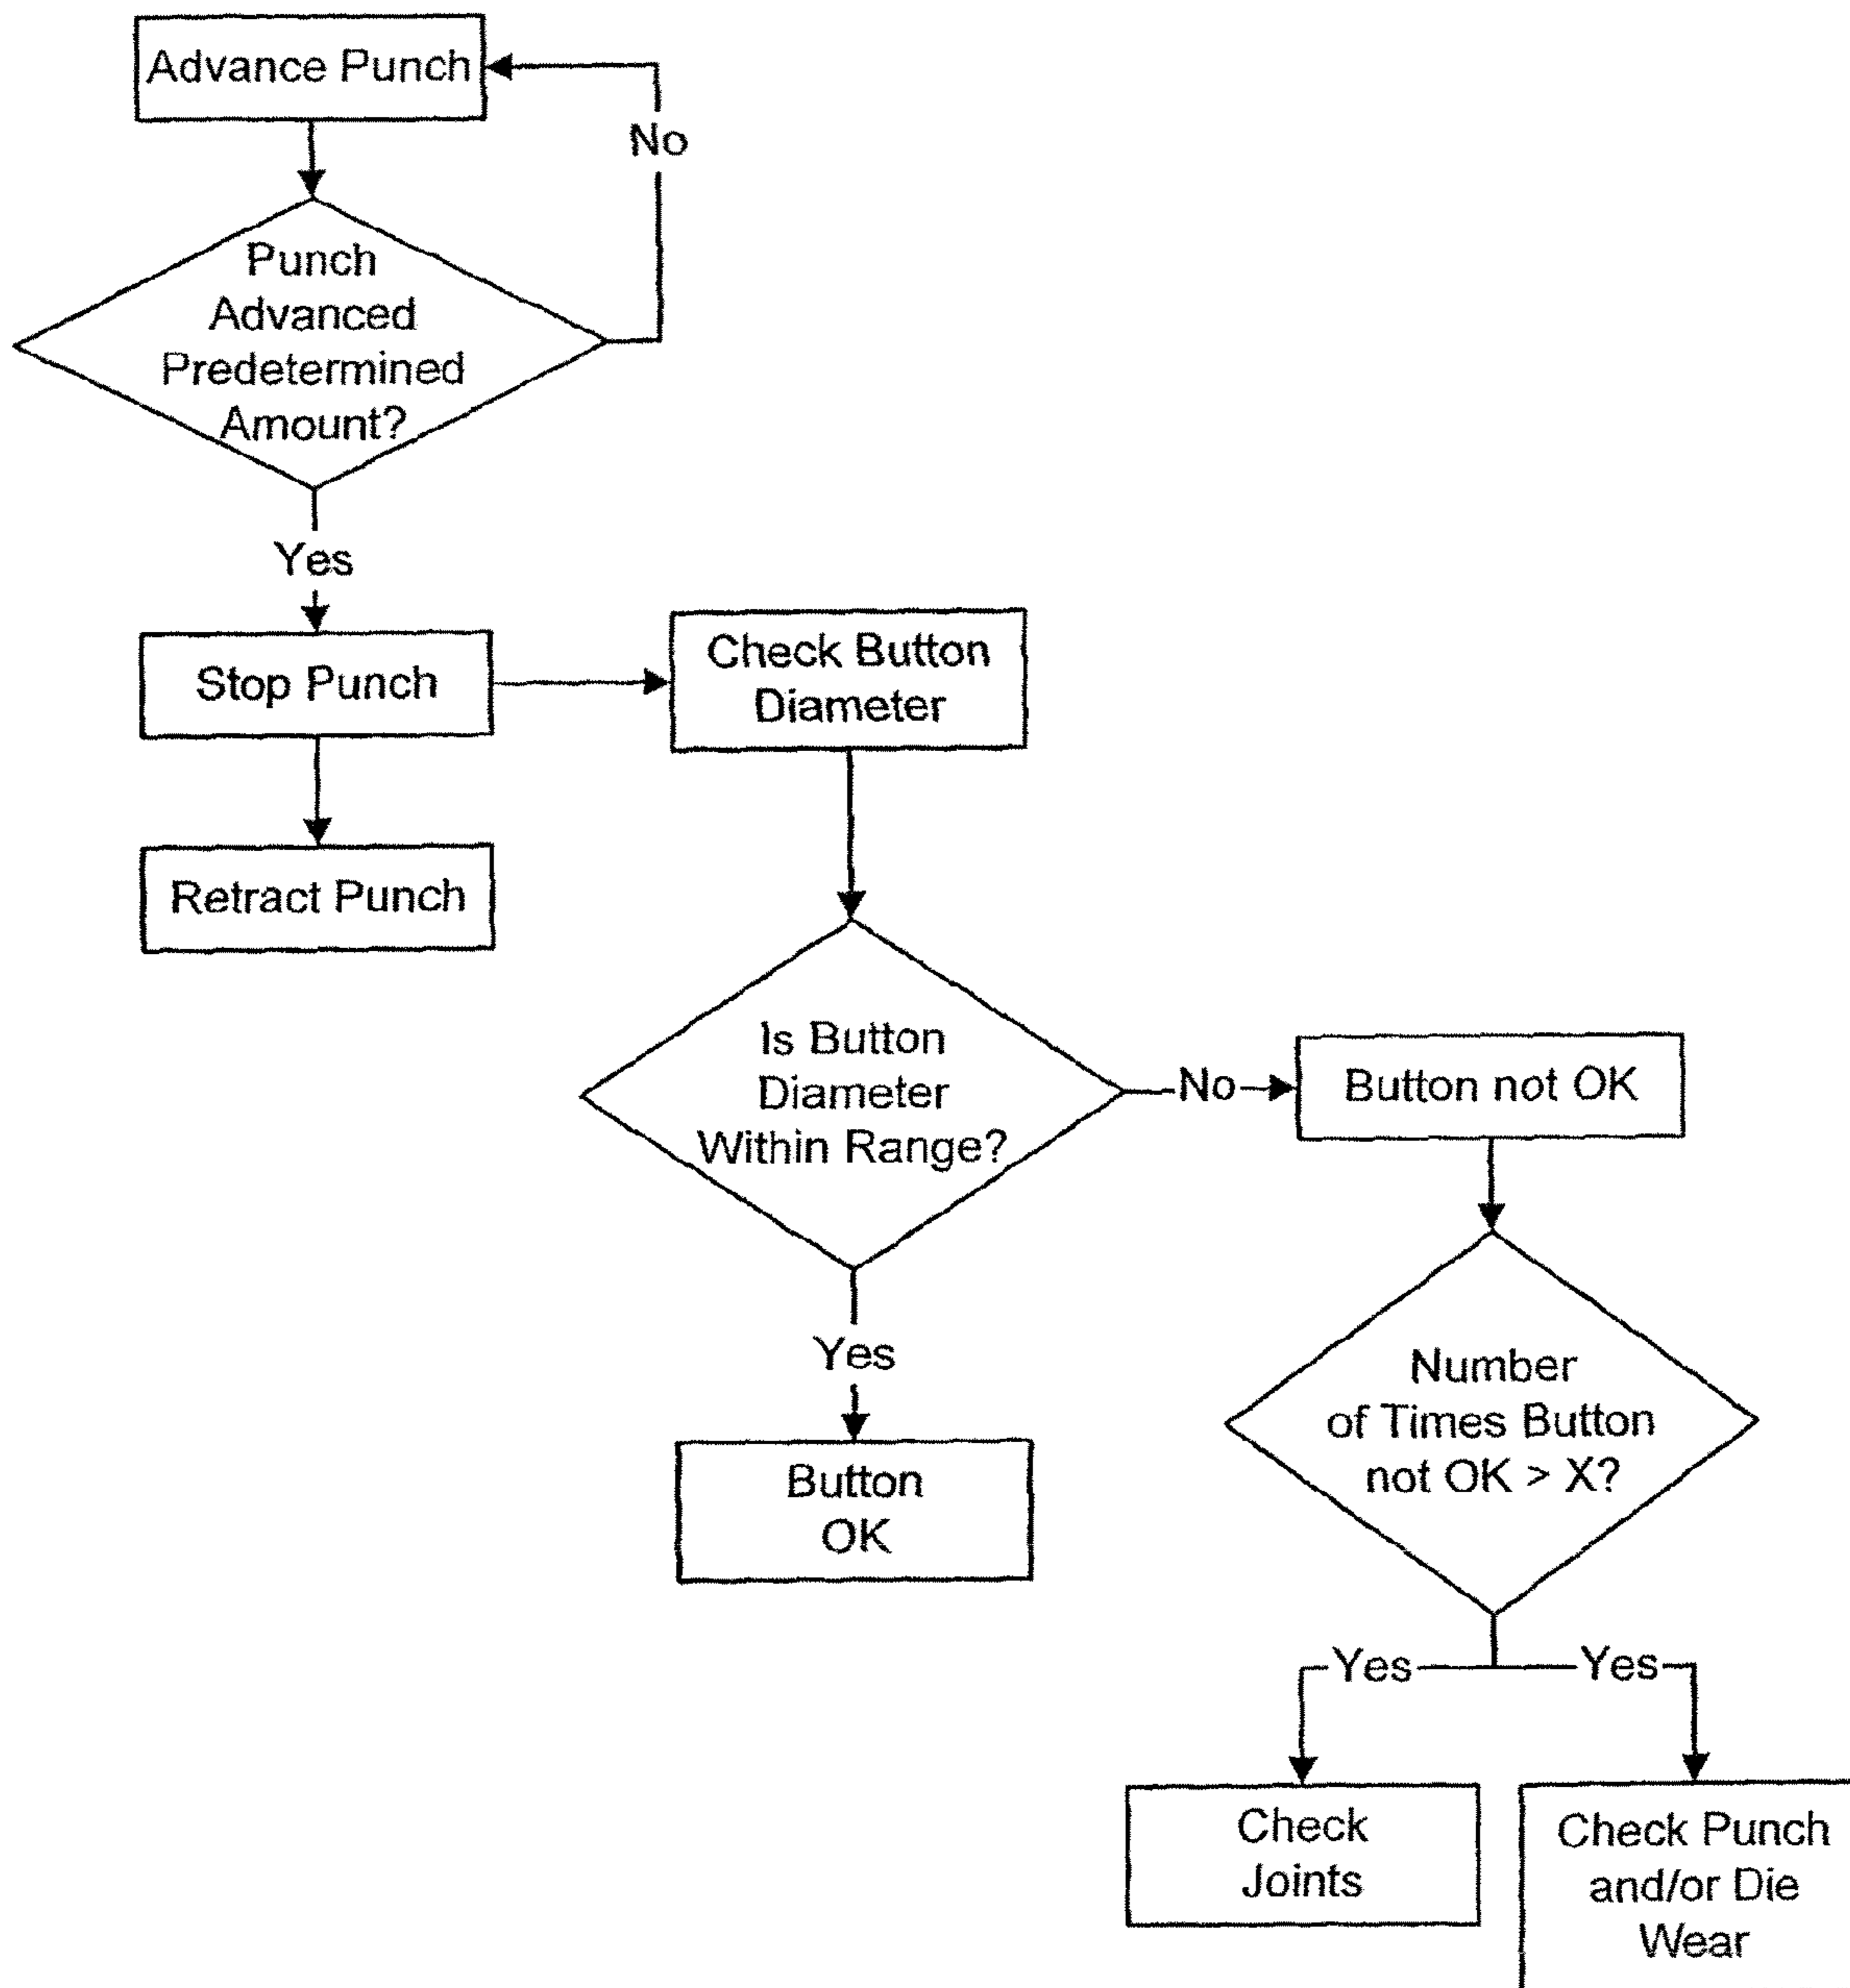 Advance Punch
No
Punch
Advanced
Predetermined
Amount?
Yes
Stop Punch
Check Button
Diameter
Retract Punch
Is Button
Diameter
Within Range?
No
Button not OK
Yes
Button
OK
Number
of Times Button
not OK > X?
Yes
Yes
Check
Joints
Check Punch
and/or Die
Wear